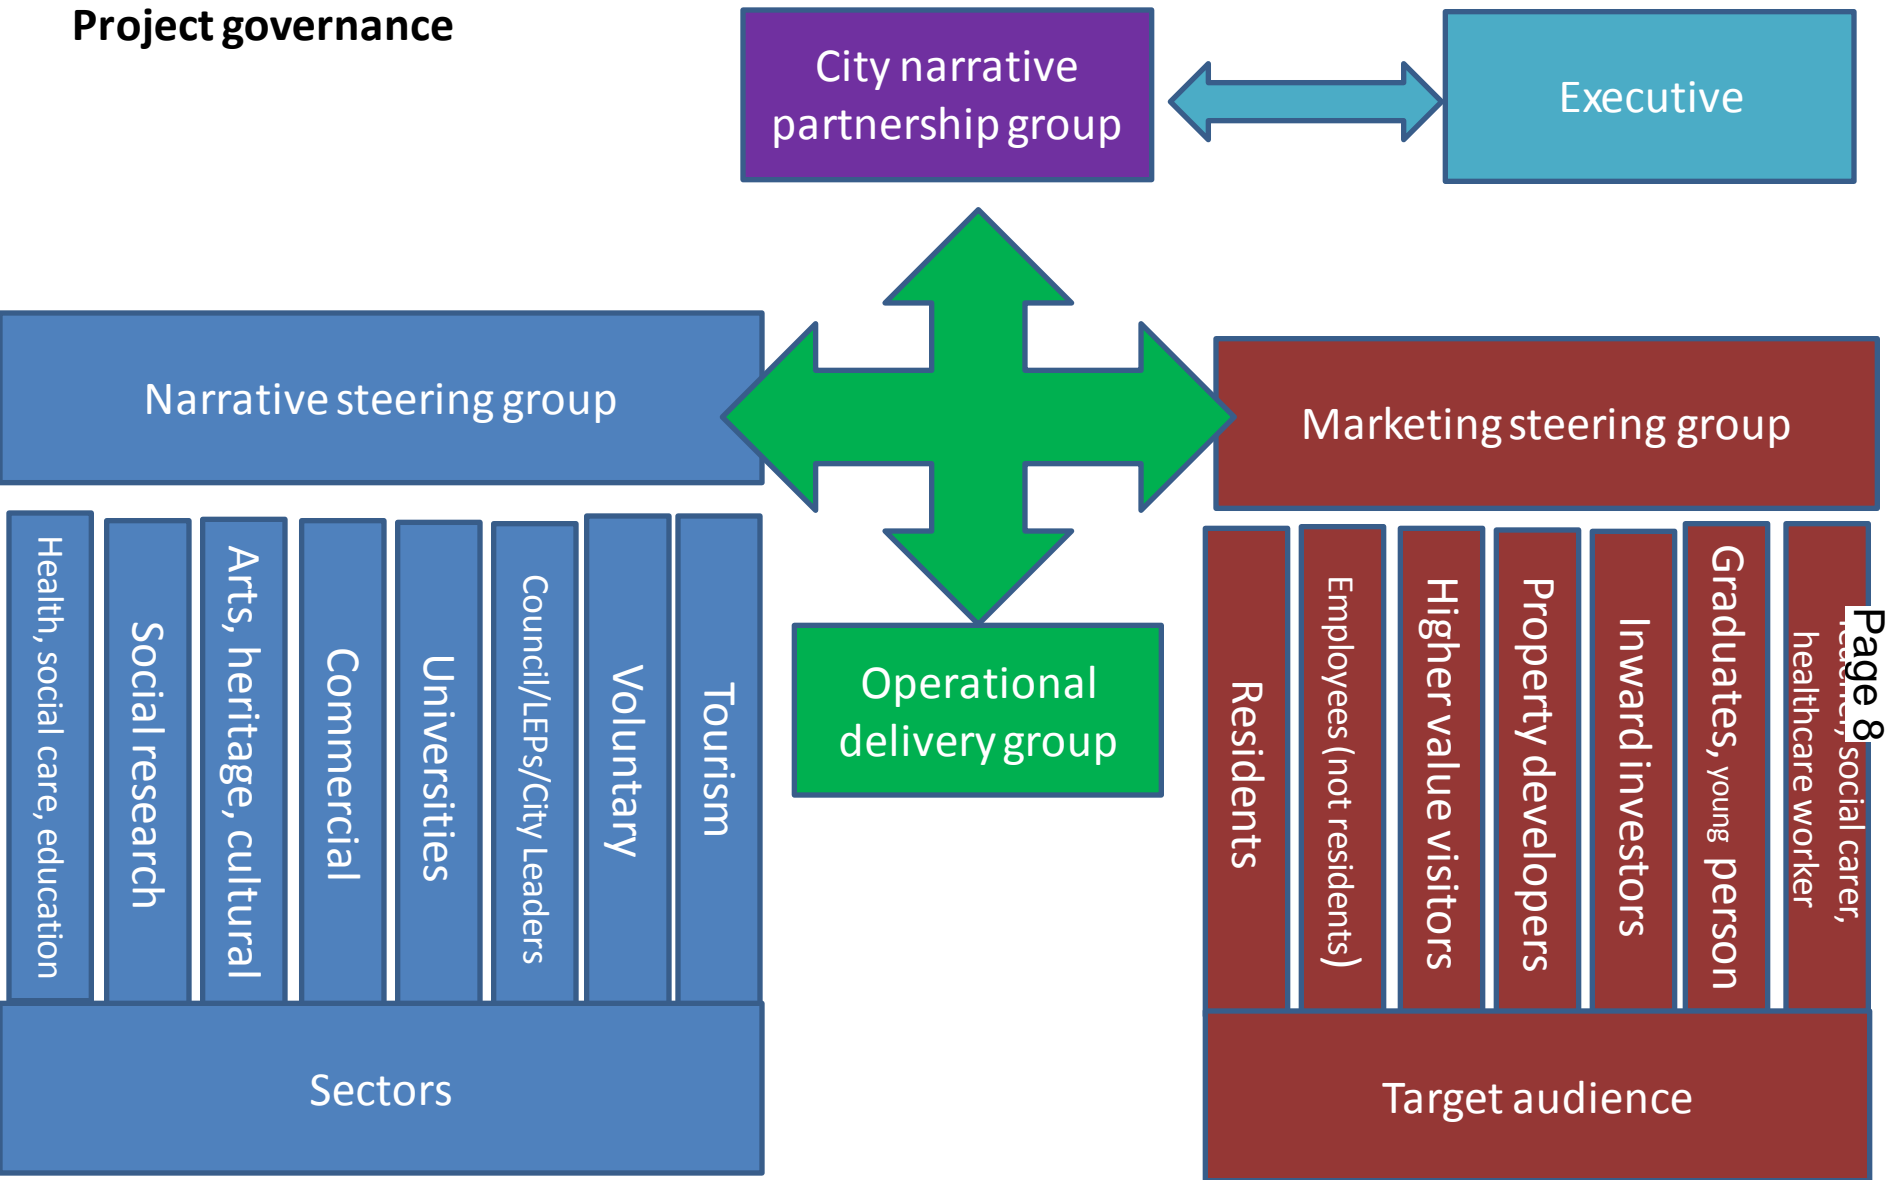 Project governance
City narrative
partnership group
Executive
Narrative steering group
Marketing steering group
Health, social care, education
Social research
Arts, heritage, cultural
Commercial
Universities
Council/LEPs/City Leaders
Voluntary
Tourism
Operational
delivery group
Residents
Employees (not residents)
Higher value visitors
Property developers
Inward investors
Graduates, young person
social carer,
healthcare worker
Page 8
Sectors
Target audience